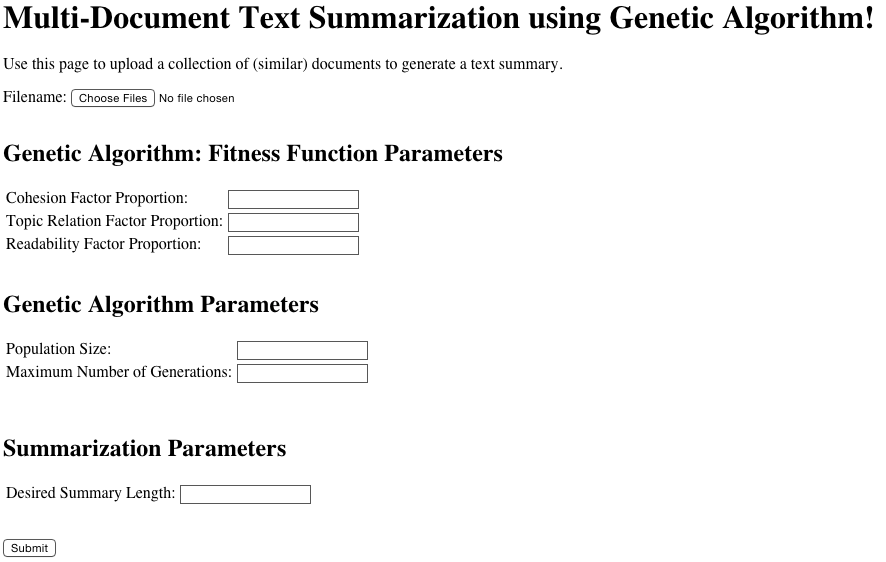 Multi-Document Text Summarization using Genetic Algorithm!
Use this page to upload a collection of (similar) documents to generate a text summary.
Filename: Choose Files No file chosen
Genetic Algorithm: Fitness Function Parameters
Cohesion Factor Proportion:
Topic Relation Factor Proportion:
Readability Factor Proportion:
Genetic Algorithm Parameters
Population Size:
Maximum Number of Generations:
Summarization Parameters
Desired Summary Length:
Submit